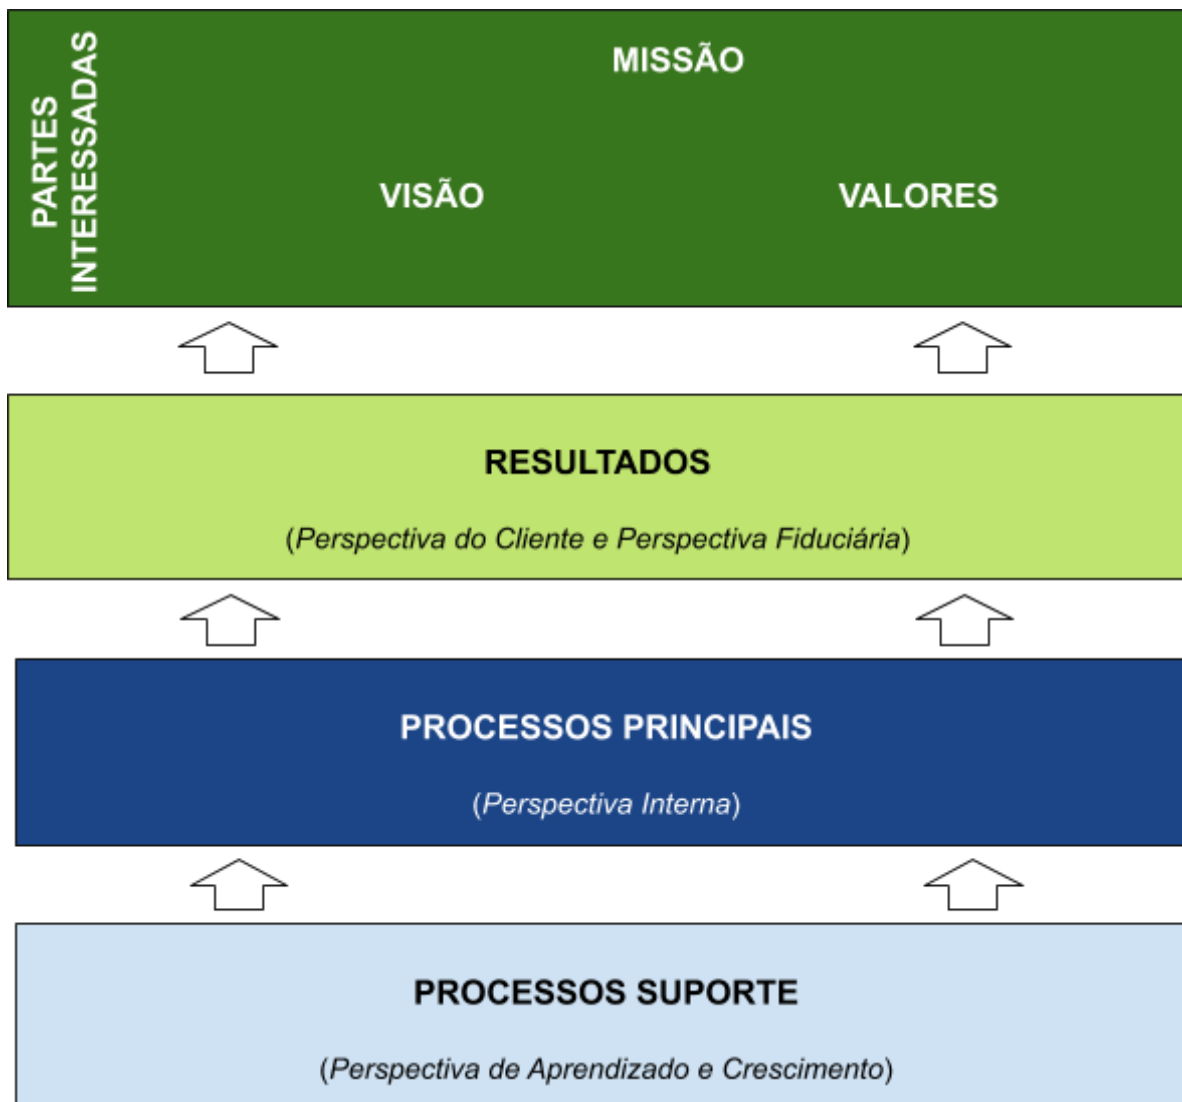 PARTES
INTERESSADAS
MISSÃO
VISÃO
VALORES
RESULTADOS
(Perspectiva do Cliente e Perspectiva Fiduciária)
PROCESSOS PRINCIPAIS
(Perspectiva Interna)
PROCESSOS SUPORTE
(Perspectiva de Aprendizado e Crescimento)